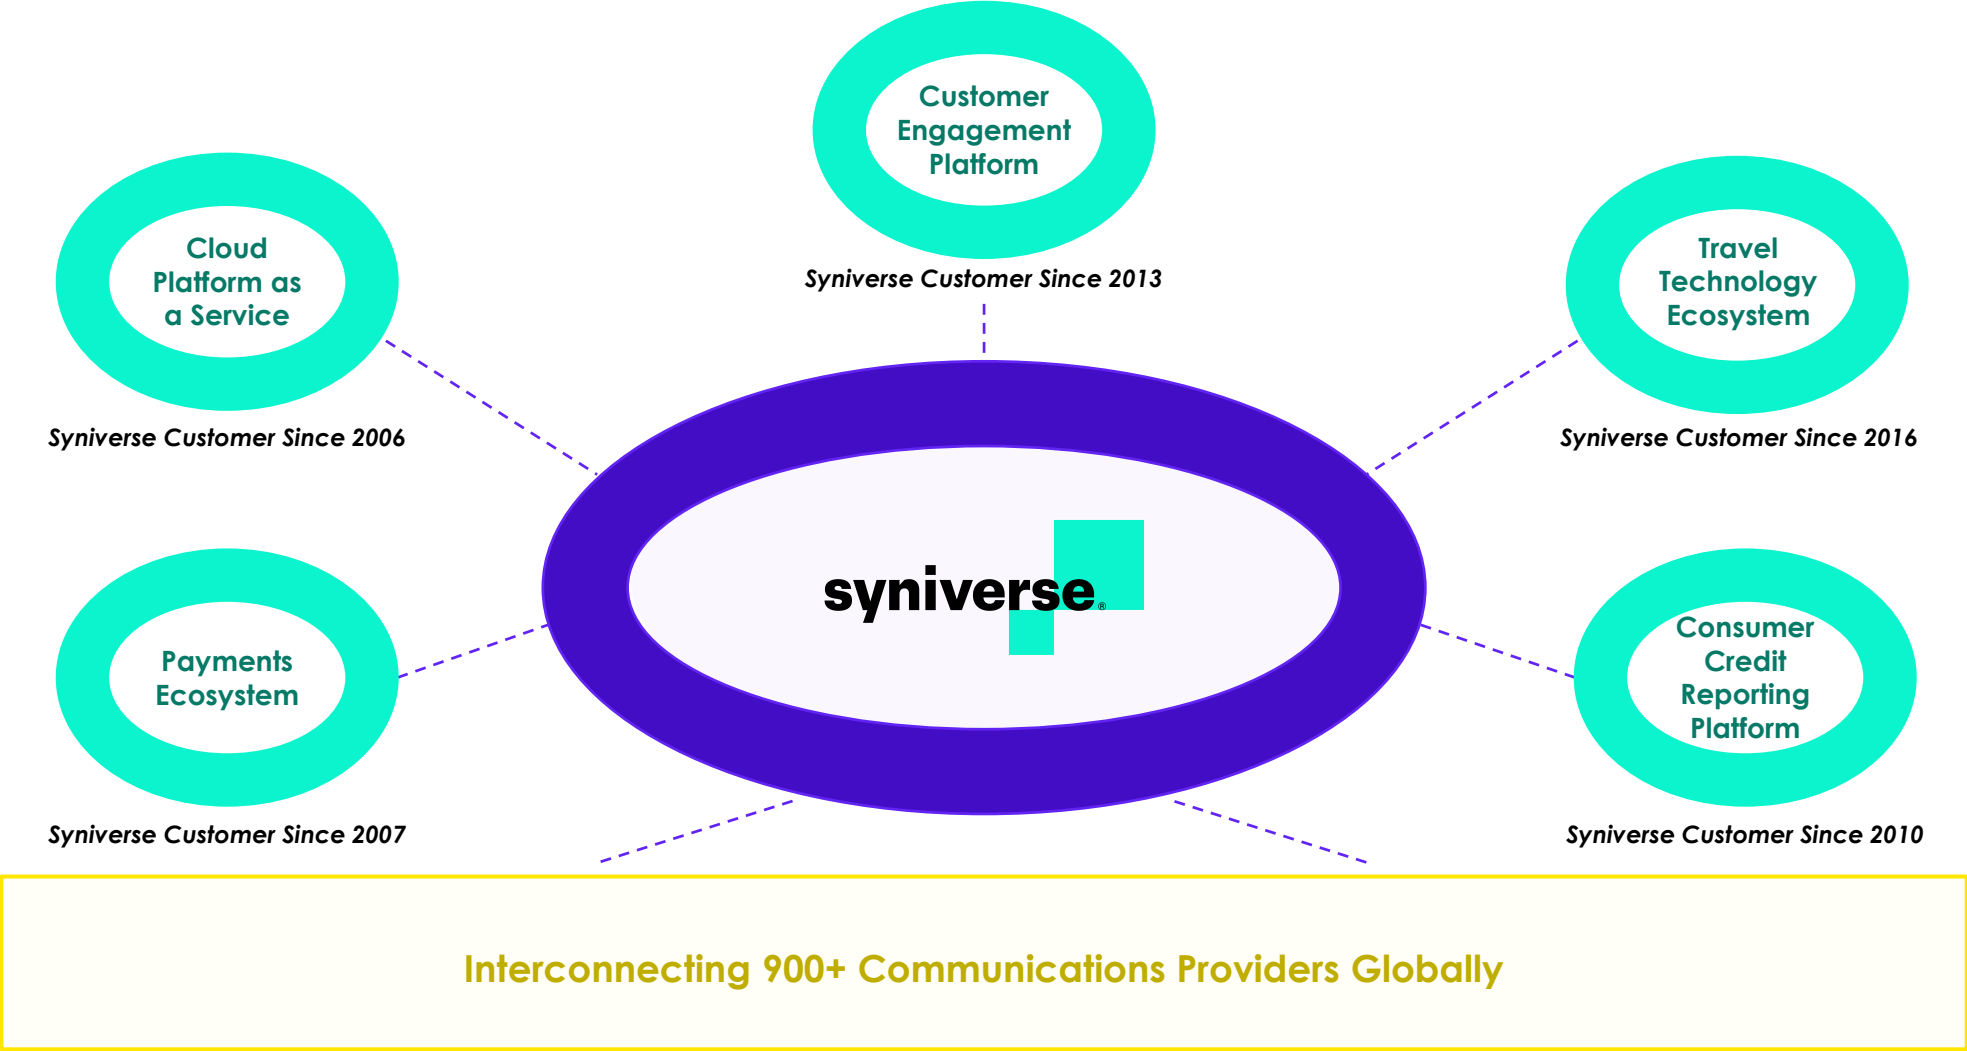 Customer
Engagement
Platform
Syniverse Customer Since 2013
Cloud
Platform as
a Service
Syniverse Customer Since 2006
Travel
Technology
Ecosystem
Syniverse Customer Since 2016
syniverse®
Payments
Ecosystem
Syniverse Customer Since 2007
Consumer
Credit
Reporting
Platform
Syniverse Customer Since 2010
Interconnecting 900+ Communications Providers Globally